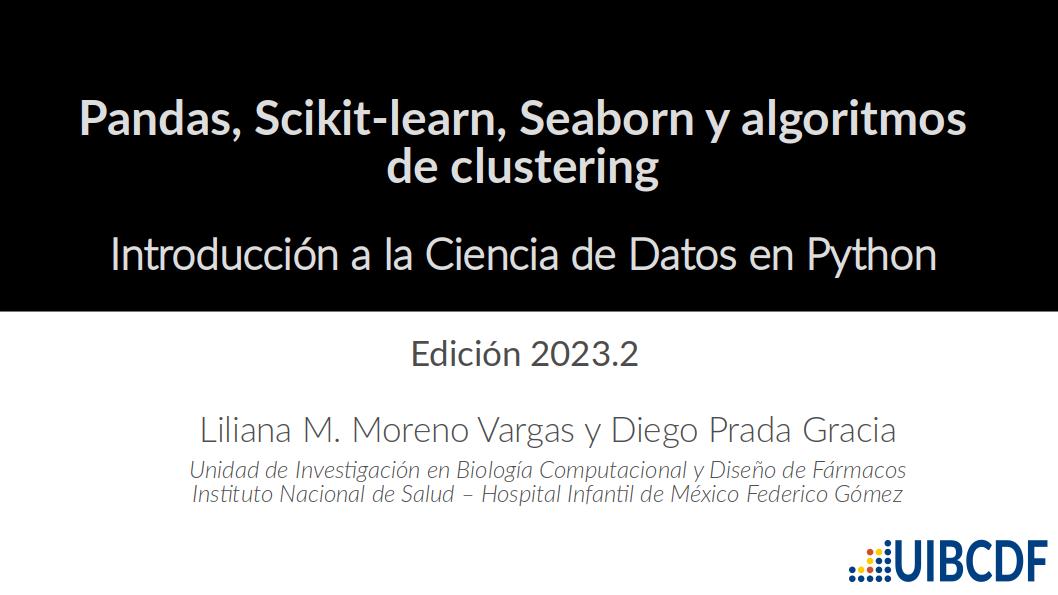 Pandas, Scikit-learn, Seaborn y algoritmos
de clustering
Introducción a la Ciencia de Datos en Python
Edición 2023.2
Liliana M. Moreno Vargas y Diego Prada Gracia
Unidad de Investigación en Biología Computacional y Diseño de Fármacos
Instituto Nacional de Salud – Hospital Infantil de México Federico Gómez
UIBCDF